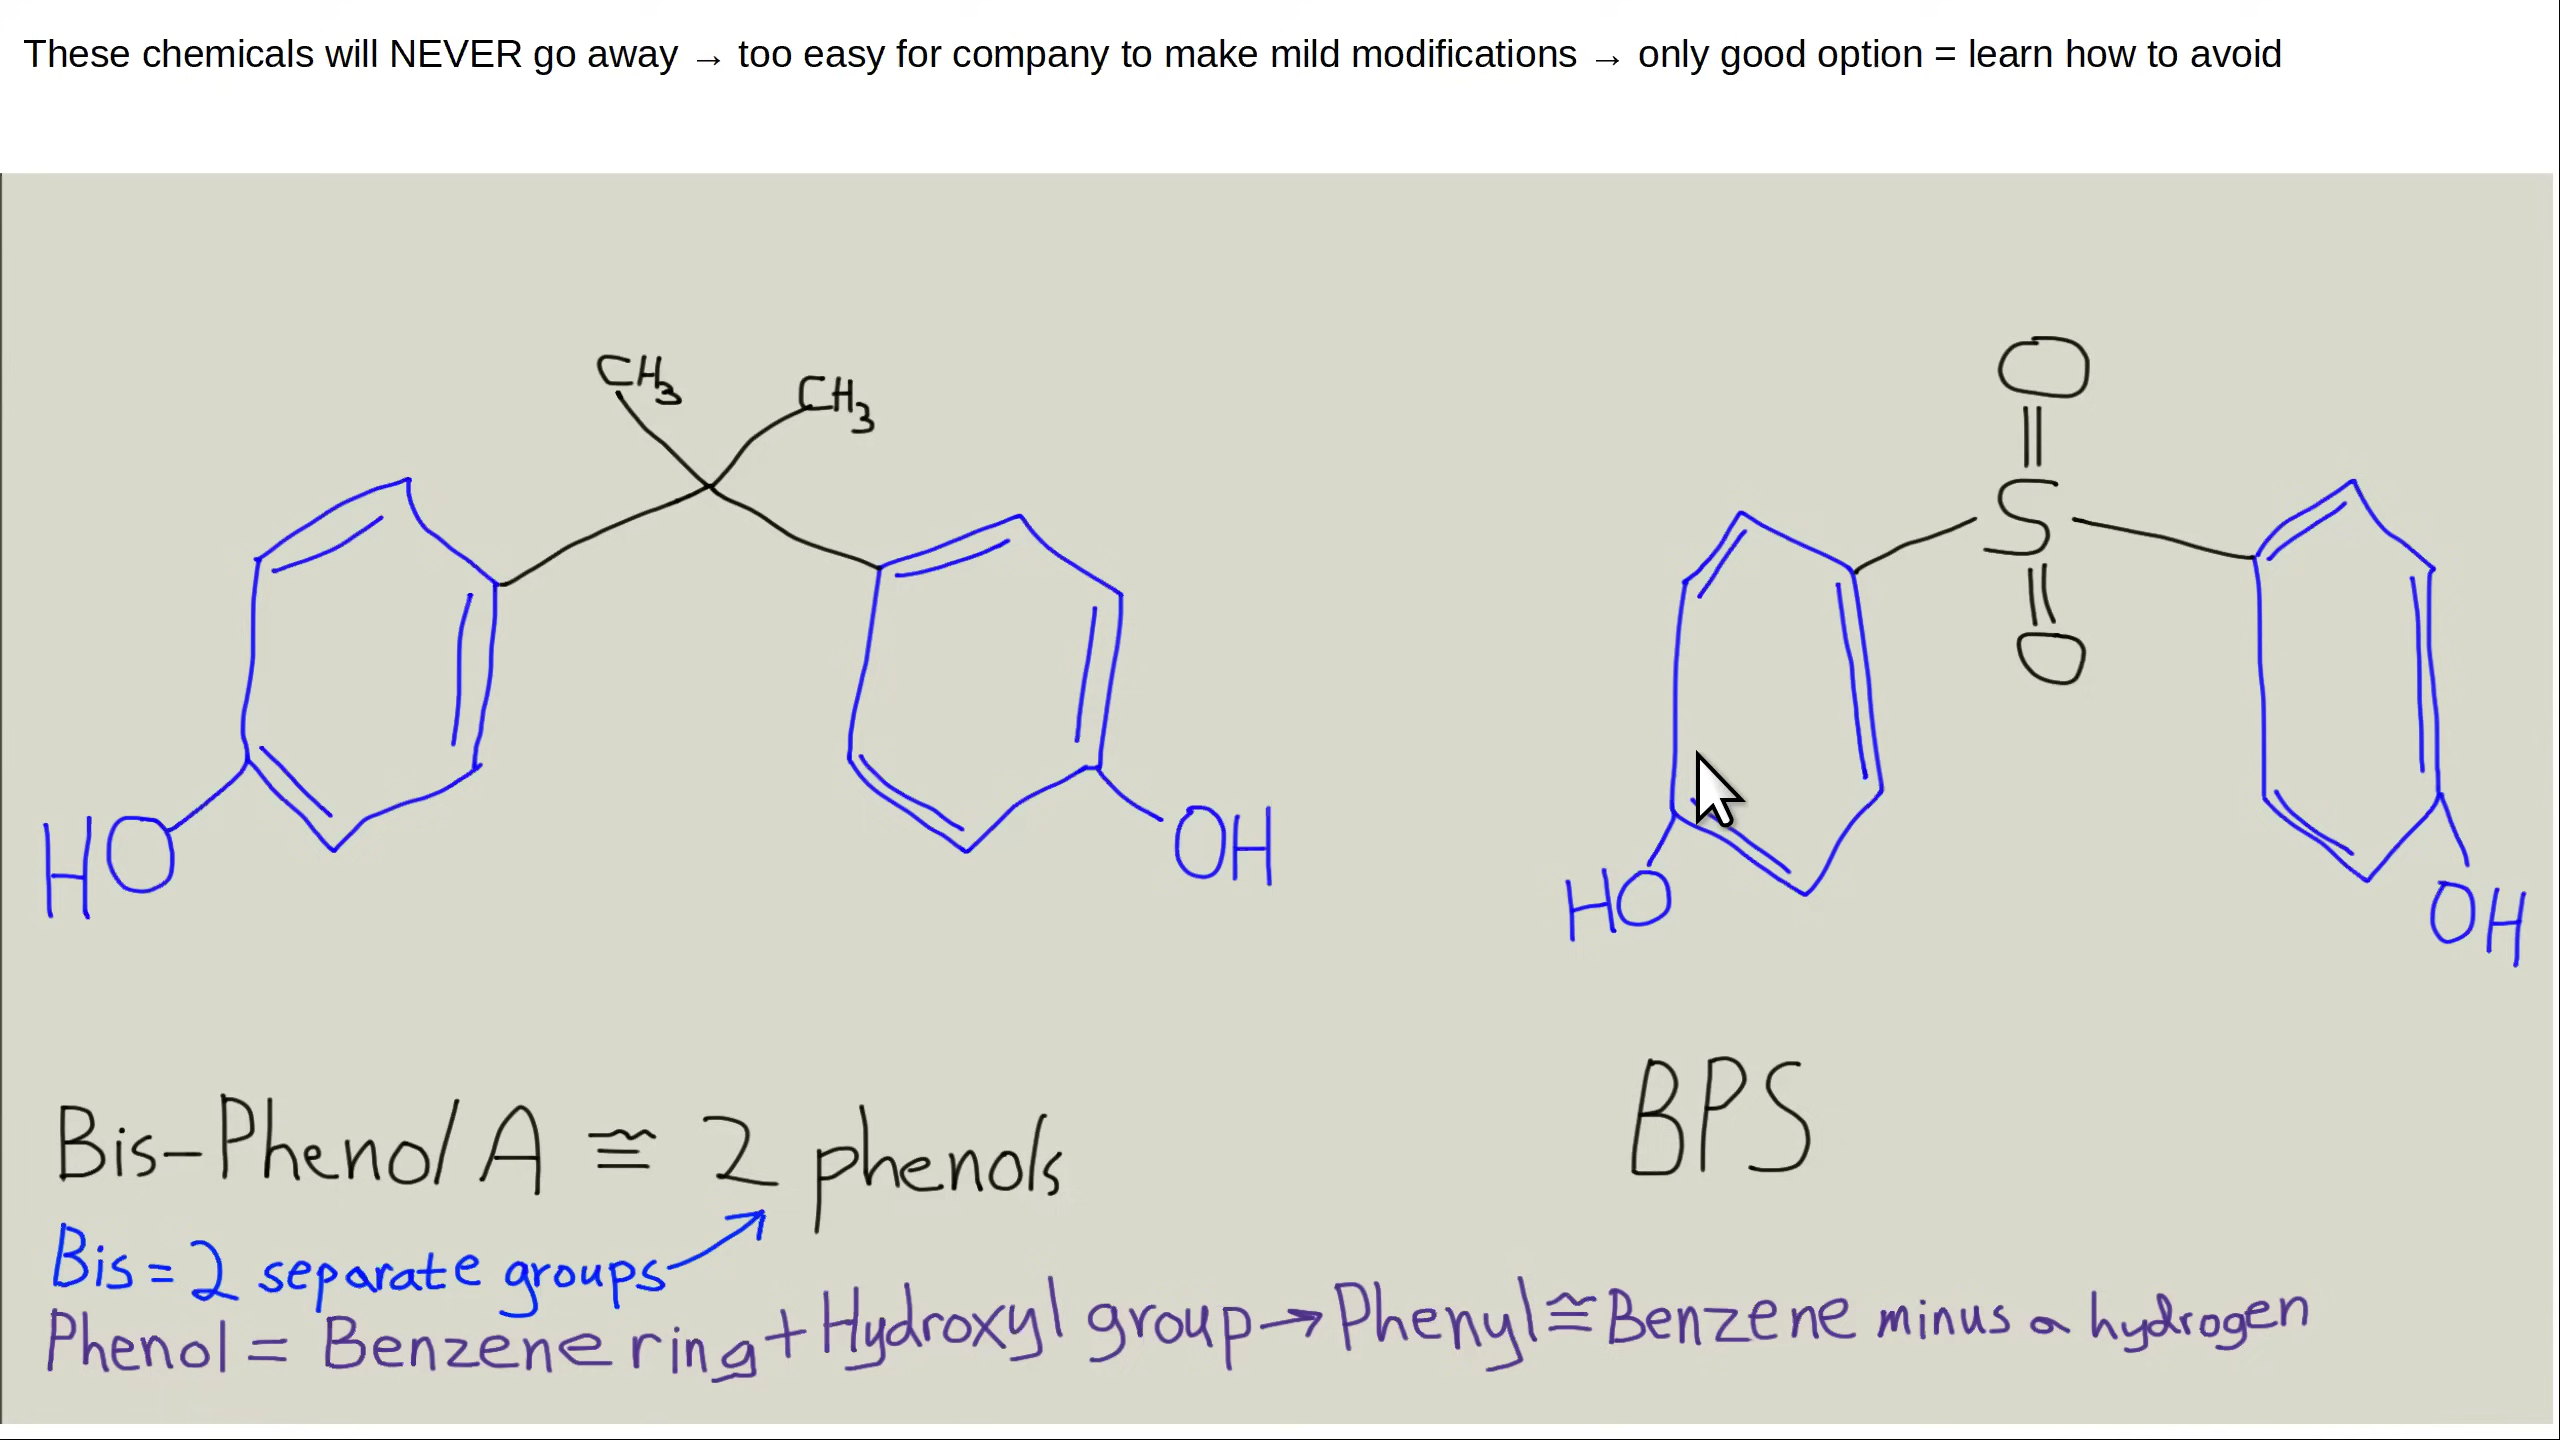 These chemicals will NEVER go away → too easy for company to make mild modifications → only good option = learn how to avoid
CH3
CH3
HO
OH
O
S
O
HO
OH
Bis-Phenol A ≅ 2 phenols
BPS
Bis = 2 separate groups
Phenol = Benzene ring + Hydroxyl group → Phenyl ≅ Benzene minus a hydrogen